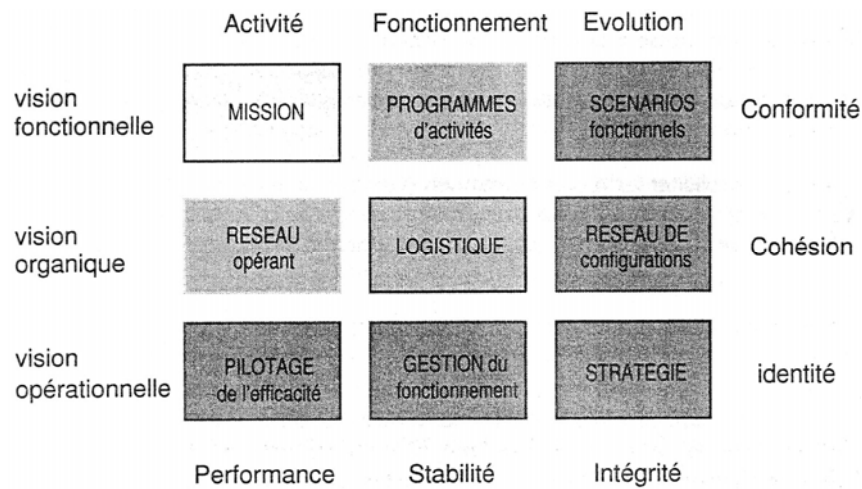 Activité Fonctionnement Evolution
vision
fonctionnelle
MISSION
PROGRAMMES
d'activités
SCENARIOS
fonctionnels
Conformité
vision
organique
RESEAU
opérant
LOGISTIQUE
RESEAU DE
configurations
Cohésion
vision
opérationnelle
PILOTAGE
de l'efficacité
GESTION du
fonctionnement
STRATEGIE
identité
Performance Stabilité Intégrité